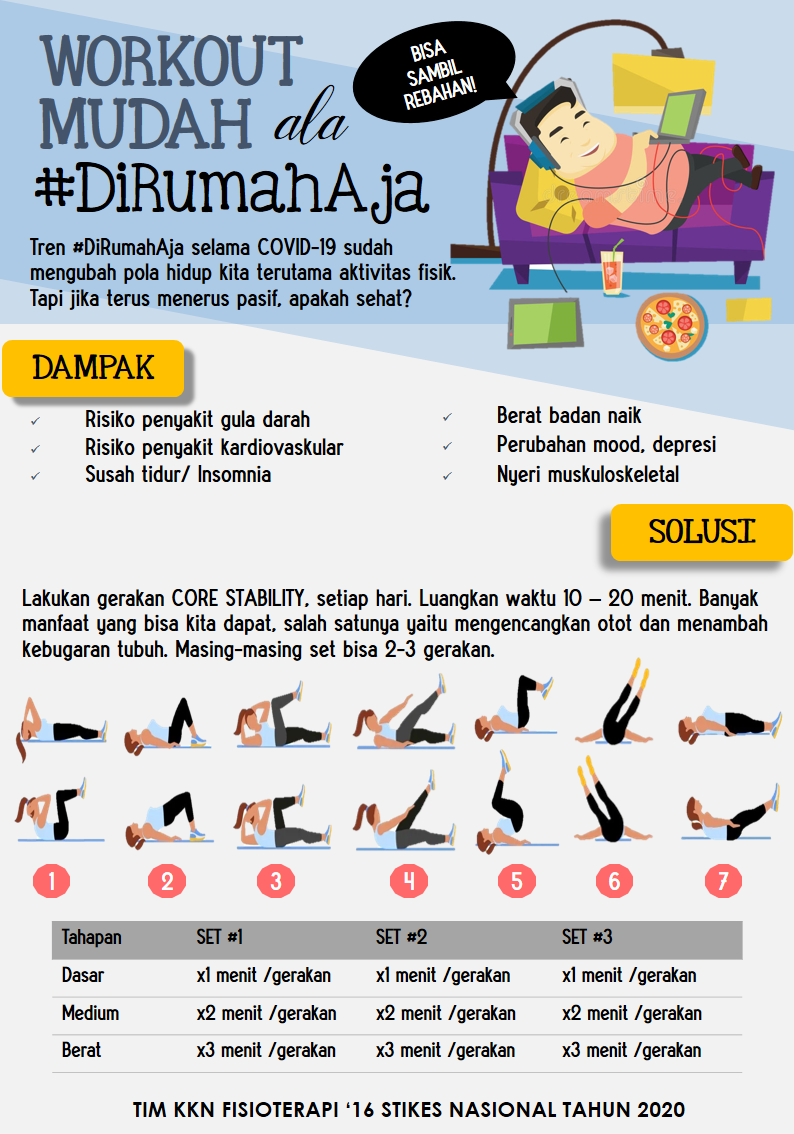 WORKOUT
MUDAH ala
#DiRumahAja
BISA
SAMBIL
REBAHAN!
Tren #DiRumahAja selama COVID-19 sudah
mengubah pola hidup kita terutama aktivitas fisik.
Tapi jika terus menerus pasif, apakah sehat?
DAMPAK
✓ Risiko penyakit gula darah
✓ Risiko penyakit kardiovaskular
✓ Susah tidur/ Insomnia
✓ Berat badan naik
✓ Perubahan mood, depresi
✓ Nyeri muskuloskeletal
SOLUSI
Lakukan gerakan CORE STABILITY, setiap hari. Luangkan waktu 10 – 20 menit. Banyak
manfaat yang bisa kita dapat, salah satunya yaitu mengencangkan otot dan menambah
kebugaran tubuh. Masing-masing set bisa 2-3 gerakan.
1 2 3 4 5 6 7
Tahapan SET #1 SET #2 SET #3
Dasar x1 menit /gerakan x1 menit /gerakan x1 menit /gerakan
Medium x2 menit /gerakan x2 menit /gerakan x2 menit /gerakan
Berat x3 menit /gerakan x3 menit /gerakan x3 menit /gerakan
TIM KKN FISIOTERAPI ‘16 STIKES NASIONAL TAHUN 2020